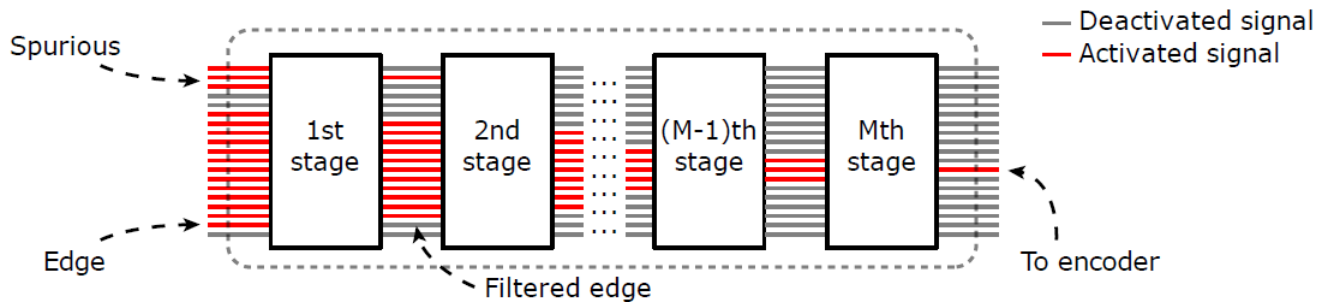 Deactivated signal
Activated signal
Spurious
1st
stage
2nd
stage
...
...
...
...
...
...
...
...
...
(M-1)th
stage
Mth
stage
Edge
Filtered edge
To encoder